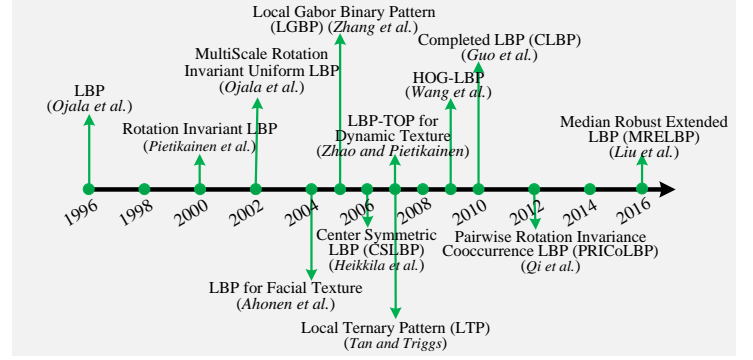 Local Gabor Binary Pattern
(LGBP) (Zhang et al.)
Completed LBP (CLBP)
(Guo et al.)
MultiScale Rotation
Invariant Uniform LBP
(Ojala et al.)
HOG-LBP
(Wang et al.)
LBP
(Ojala et al.)
Rotation Invariant LBP
(Pietikainen et al.)
LBP-TOP for
Dynamic Texture
(Zhao and Pietikainen)
Median Robust Extended
LBP (MRELBP)
(Liu et al.)
1996 1998 2000 2002 2004 2006 2008 2010 2012 2014 2016
Center Symmetric
LBP (CSLBP)
(Heikkila et al.)
Pairwise Rotation Invariance
Cooccurrence LBP (PRICoLBP)
(Qi et al.)
LBP for Facial Texture
(Ahonen et al.)
Local Ternary Pattern (LTP)
(Tan and Triggs)